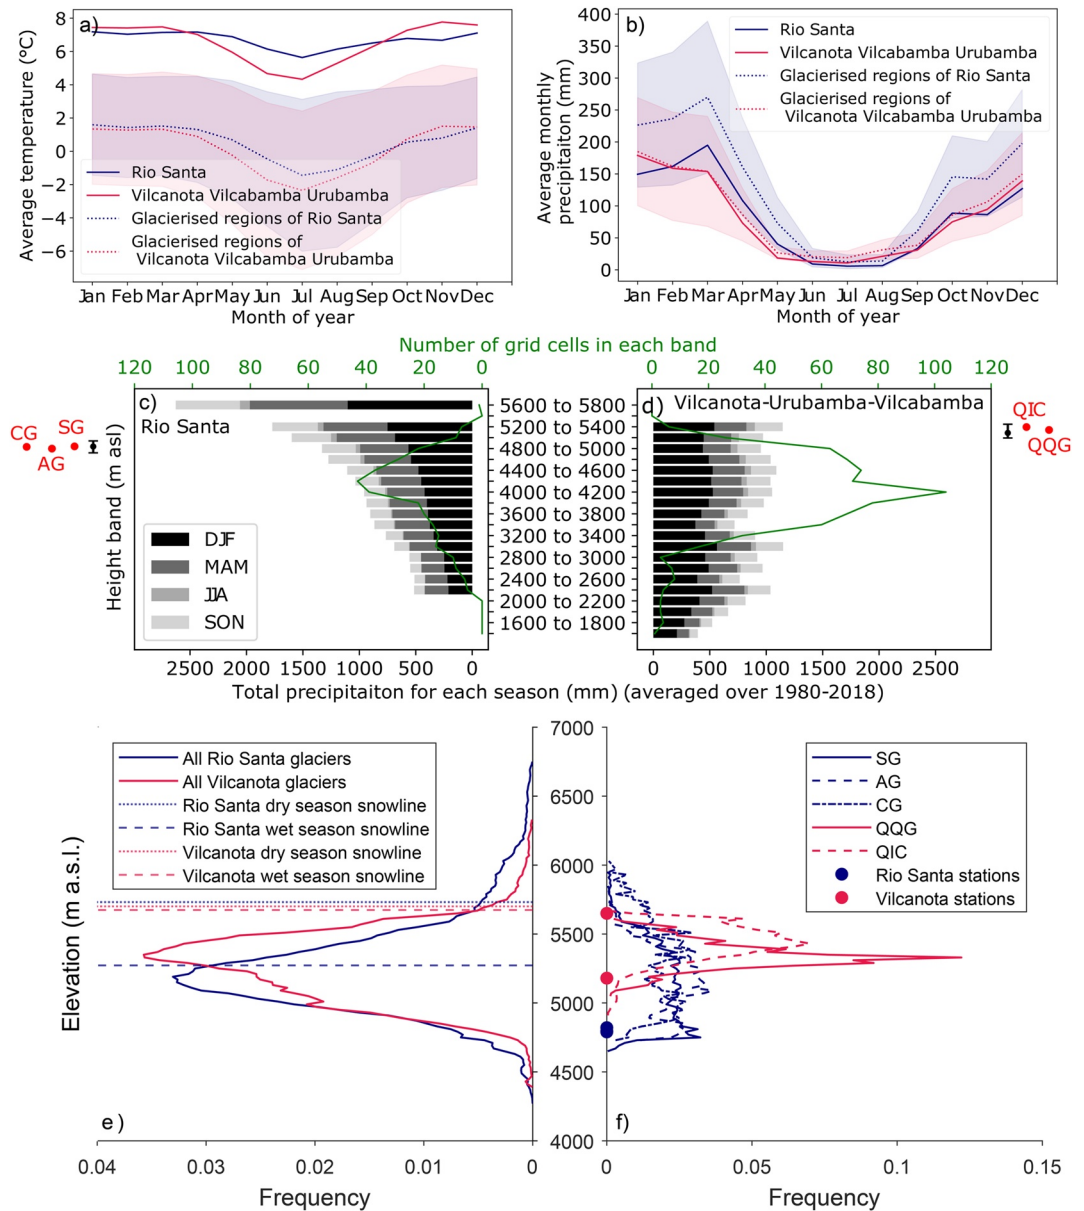 a)
Average temperature (°C)
8
6
4
2
0
−2
−4
−6
Rio Santa
Vilcanota Vilcabamba Urubamba
Glacierised regions of Rio Santa
Glacierised regions of
Vilcanota Vilcabamba Urubamba
Jan Feb Mar Apr May Jun Jul Aug Sep Oct Nov Dec
Month of year
b)
Average monthly
precipitaiton (mm)
400
350
300
250
200
150
100
50
0
Rio Santa
Vilcanota Vilcabamba Urubamba
Glacierised regions of Rio Santa
Glacierised regions of
Vilcanota Vilcabamba Urubamba
Jan Feb Mar Apr May Jun Jul Aug Sep Oct Nov Dec
Month of year
Number of grid cells in each band
120 100 80 60 40 20 0
0 20 40 60 80 100 120
c)
Rio Santa
CG
SG
AG
Height band (m asl)
DJF
MAM
JJA
SON
5600 to 5800
5200 to 5400
4800 to 5000
4400 to 4600
4000 to 4200
3600 to 3800
3200 to 3400
2800 to 3000
2400 to 2600
2000 to 2200
1600 to 1800
d)
Vilcanota-Urubamba-Vilcabamba
QIC
QQG
2500 2000 1500 1000 500 0
0 500 1000 1500 2000 2500
Total precipitaiton for each season (mm) (averaged over 1980-2018)
All Rio Santa glaciers
All Vilcanota glaciers
Rio Santa dry season snowline
Rio Santa wet season snowline
Vilcanota dry season snowline
Vilcanota wet season snowline
Elevation (m a.s.l.)
7000
6500
6000
5500
5000
4500
4000
e)
0.04 0.03 0.02 0.01 0
Frequency
SG
AG
CG
QQG
QIC
Rio Santa stations
Vilcanota stations
f)
0 0.05 0.1 0.15
Frequency